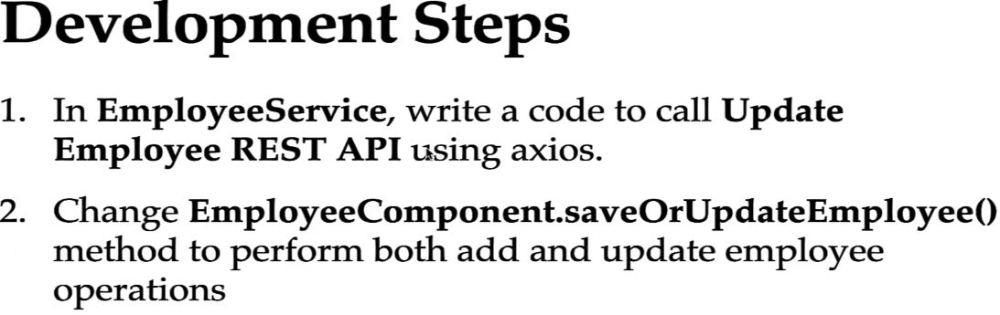 Development Steps
1. In EmployeeService, write a code to call Update
Employee REST API using axios.
2. Change EmployeeComponent.saveOrUpdateEmployee()
method to perform both add and update employee
operations